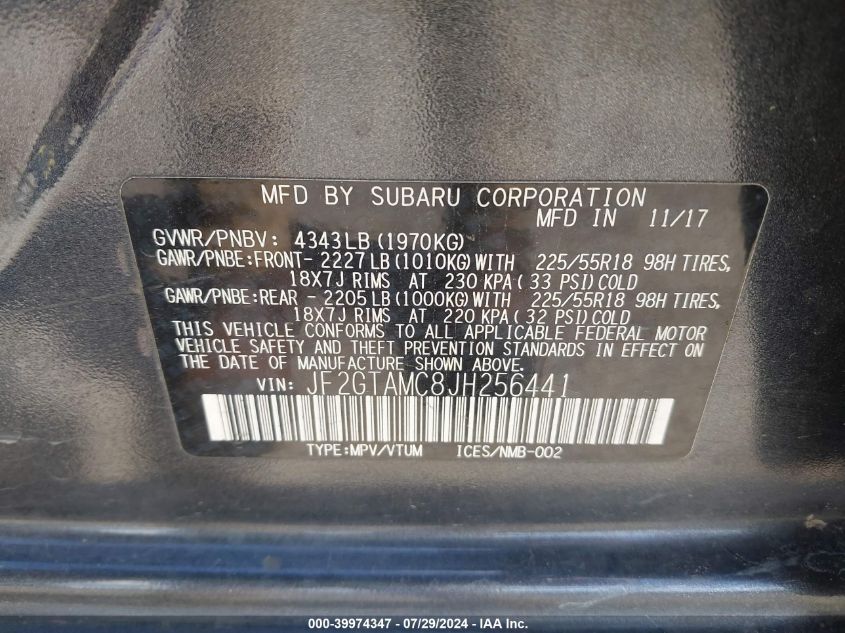 MFD BY SUBARU CORPORATION
MFD IN 11/17
GVWR/PNBV: 4343LB (1970KG)
GAWR/PNBE:FRONT- 2227LB (1010KG) WITH 225/55R18 98H TIRES,
18X7J RIMS AT 230 KPA( 33 PSI) COLD
GAWR/PNBE:REAR - 2205LB (1000KG) WITH 225/55R18 98H TIRES,
18X7J RIMS AT 220 KPA( 32 PSI) COLD
THIS VEHICLE CONFORMS TO ALL APPLICABLE FEDERAL MOTOR
VEHICLE SAFETY AND THEFT PREVENTION STANDARDS IN EFFECT ON
THE DATE OF MANUFACTURE SHOWN ABOVE.
VIN: JF2GTAMC8JH256441
TYPE:MPV/VTUM ICES/NMB-002
000-39974347 / 07/29/2024 - © IAA, Inc.